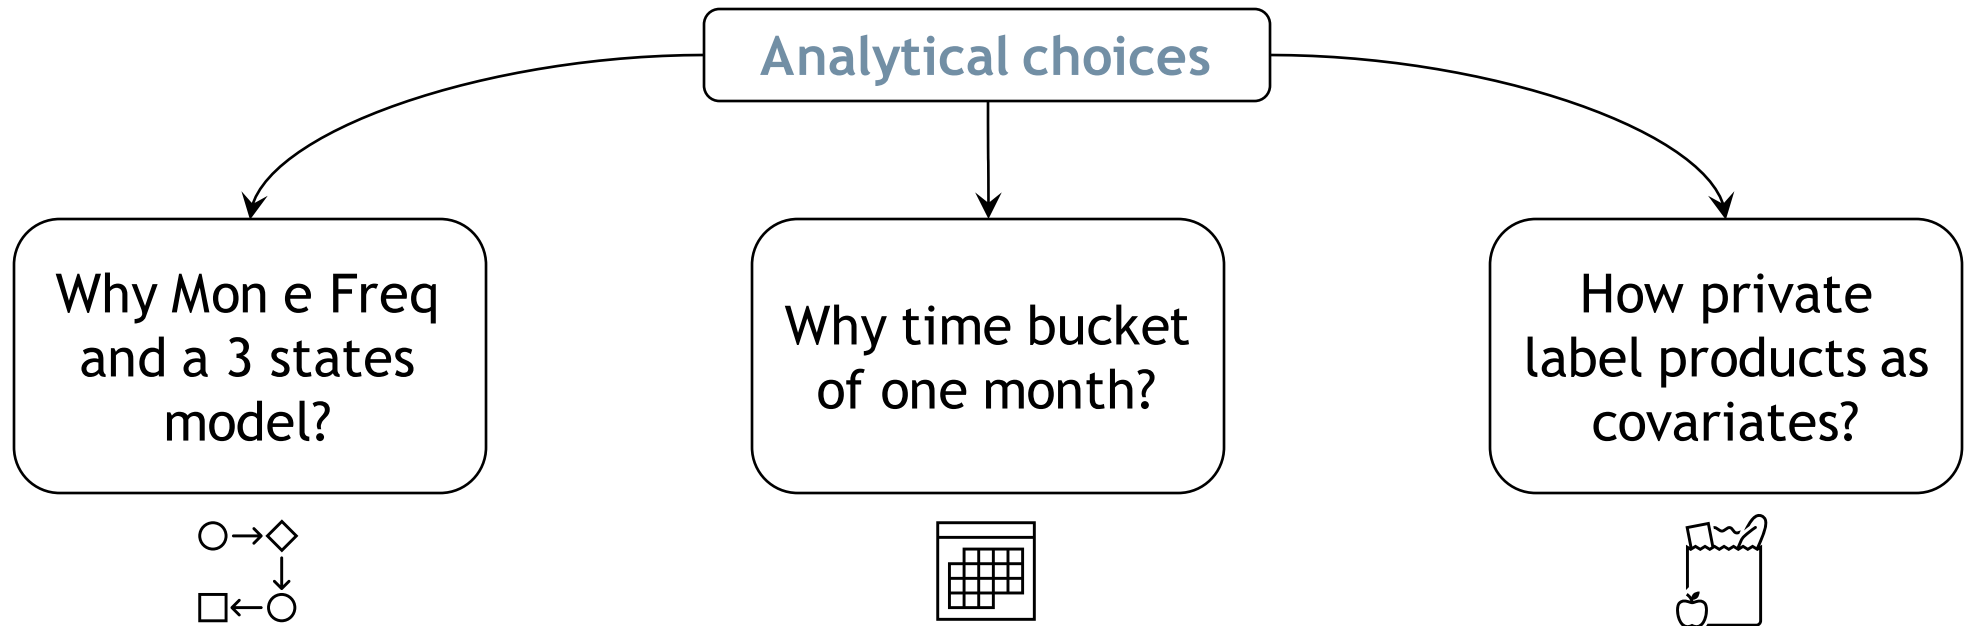 Analytical choices
Why Mon e Freq
and a 3 states
model?
Why time bucket
of one month?
How private
label products as
covariates?